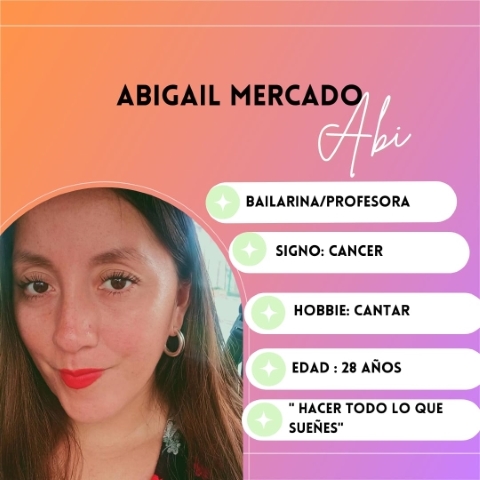 ABIGAIL MERCADO
Abi
BAILARINA/PROFESORA
SIGNO: CANCER
HOBBIE: CANTAR
EDAD : 28 AÑOS
" HACER TODO LO QUE
SUEÑES"